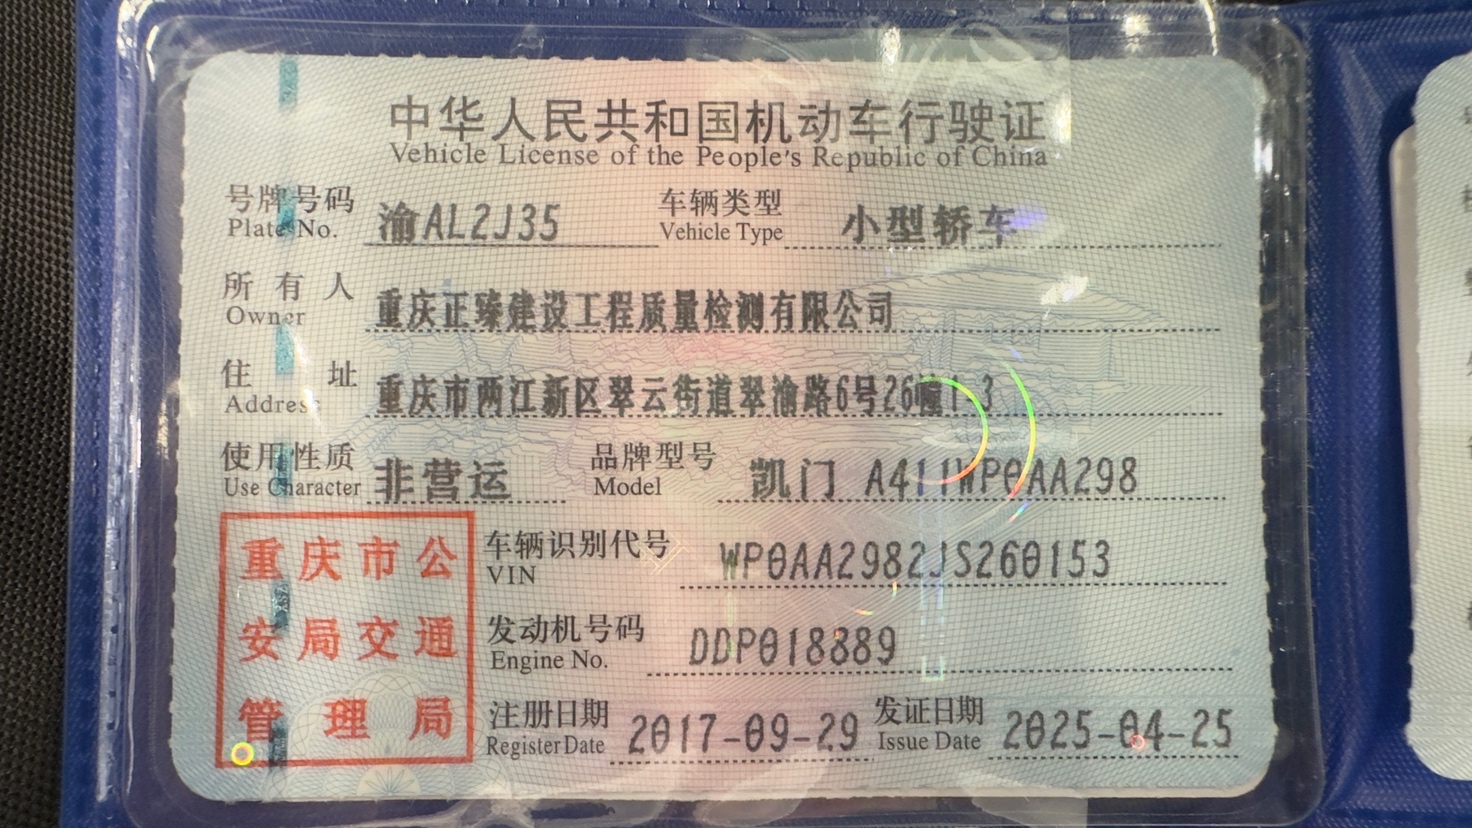 中华人民共和国机动车行驶证
Vehicle License of the People's Republic of China
号牌号码 渝AL2J35 车辆类型 小型轿车
Plate No. Vehicle Type
所有人 重庆正臻建设工程质量检测有限公司
Owner
住址 重庆市两江新区翠云街道翠渝路6号26幢1-3
Address
使用性质 非营运 品牌型号 凯门 A411WP0AA298
Use Character Model
车辆识别代号 WP0AA2982JS260153
VIN
发动机号码 DDP018889
Engine No.
注册日期 2017-09-29 发证日期 2025-04-25
Register Date Issue Date
重庆市公
安局交通
管理局